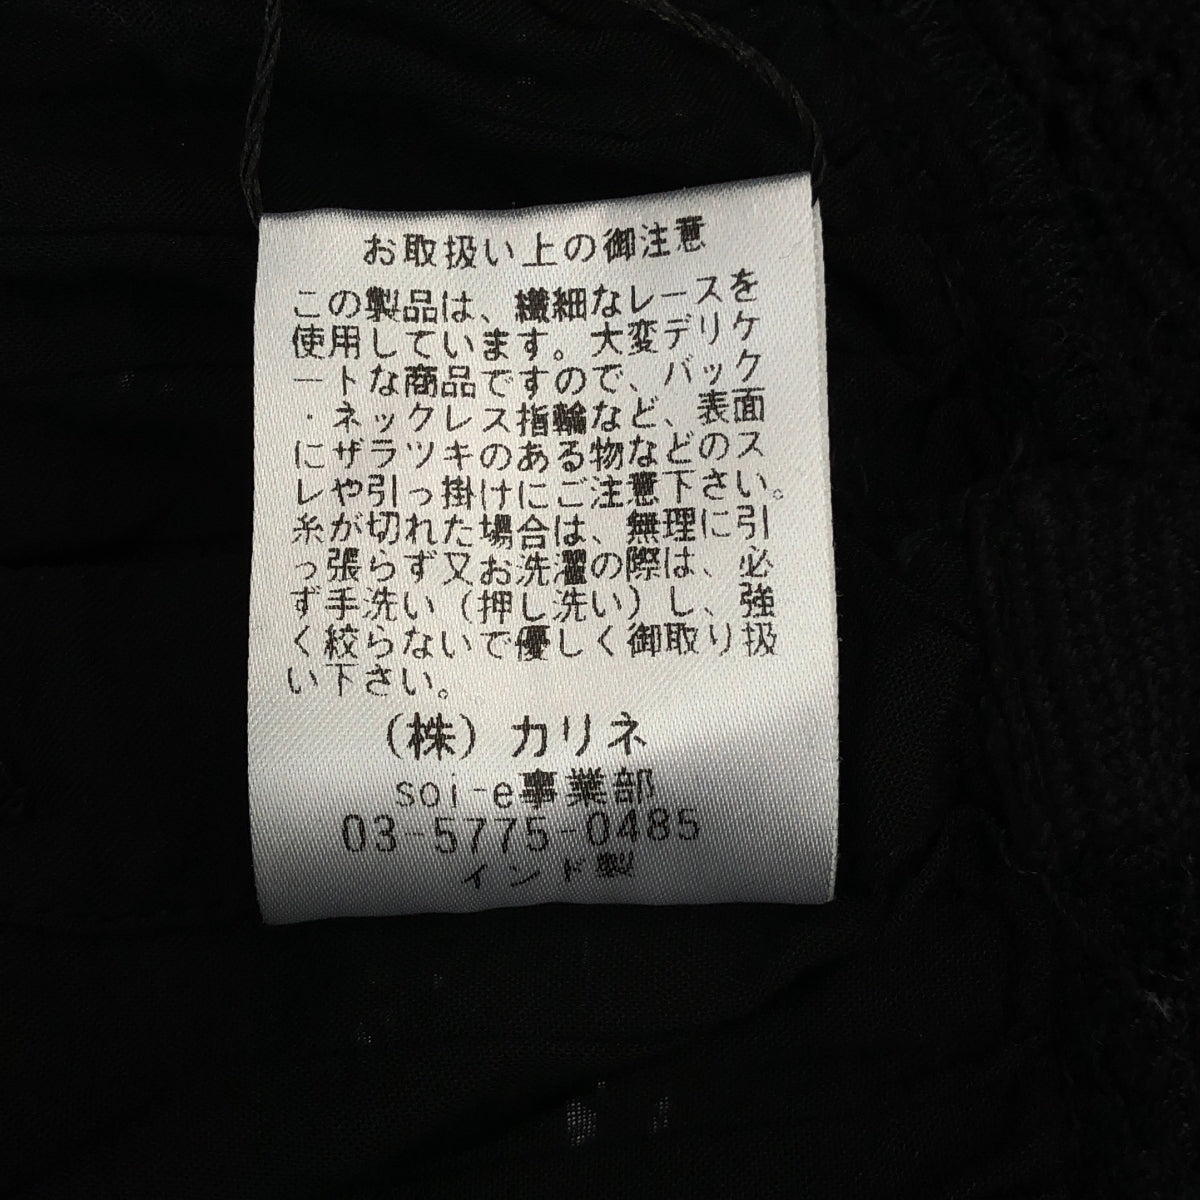 お取扱い上の御注意
この製品は、繊細なレースを
使用しています。大変デリケ
ートな商品ですので、バック
・ネックレス指輪など、表面
にザラツキのある物などのス
レや引っ掛けにご注意下さい。
糸が切れた場合は、無理に引
っ張らず又お洗濯の際は、必
ず手洗い(押し洗い)し、強
く絞らないで優しく御取り扱
い下さい。
(株)カリネ
soi-e事業部
03-5775-0485
インド製